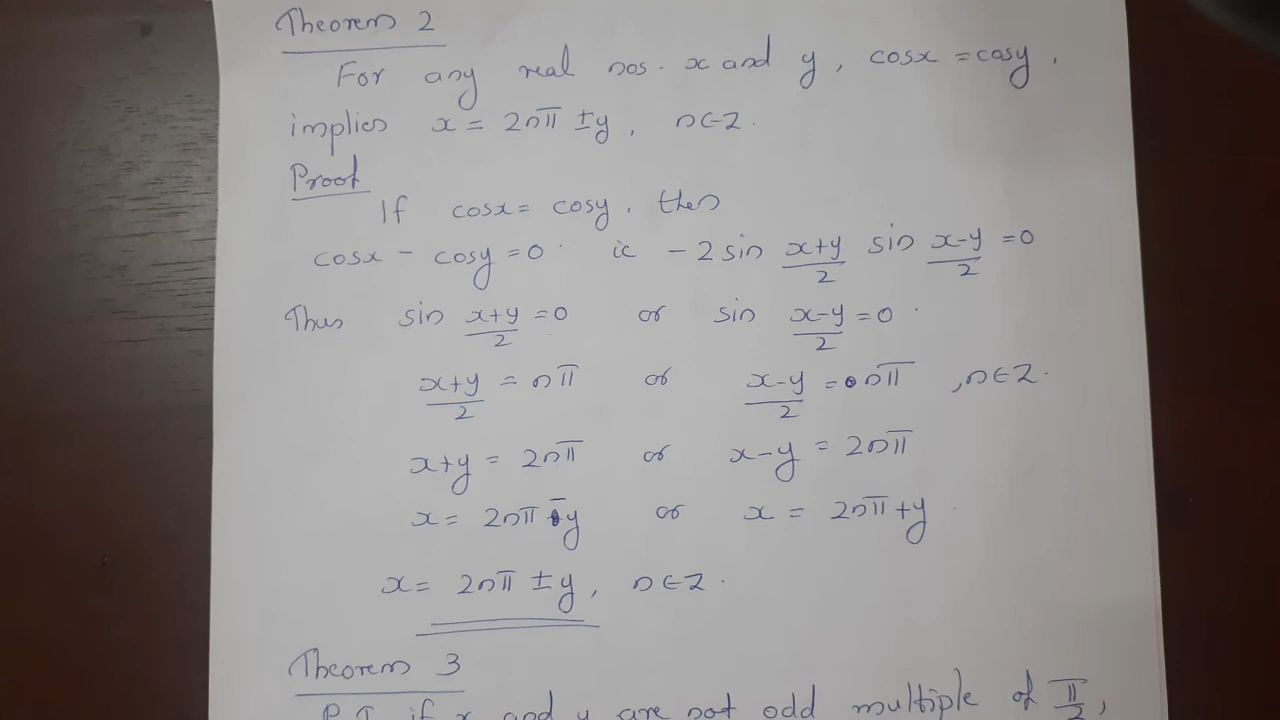 Theorem 2
For any real nos. x and y, cosx = cosy,
implies x = 2nπ ± y, n∈Z.
Proof
If cosx = cosy, then
cosx - cosy = 0 ie -2 sin (x+y)/2 sin (x-y)/2 = 0
Thus sin (x+y)/2 = 0 or sin (x-y)/2 = 0.
(x+y)/2 = nπ or (x-y)/2 = nπ, n∈Z.
x+y = 2nπ or x-y = 2nπ
x = 2nπ - y or x = 2nπ + y
x = 2nπ ± y, n∈Z.
Theorem 3
P.T if x and y are not odd multiple of π/2,